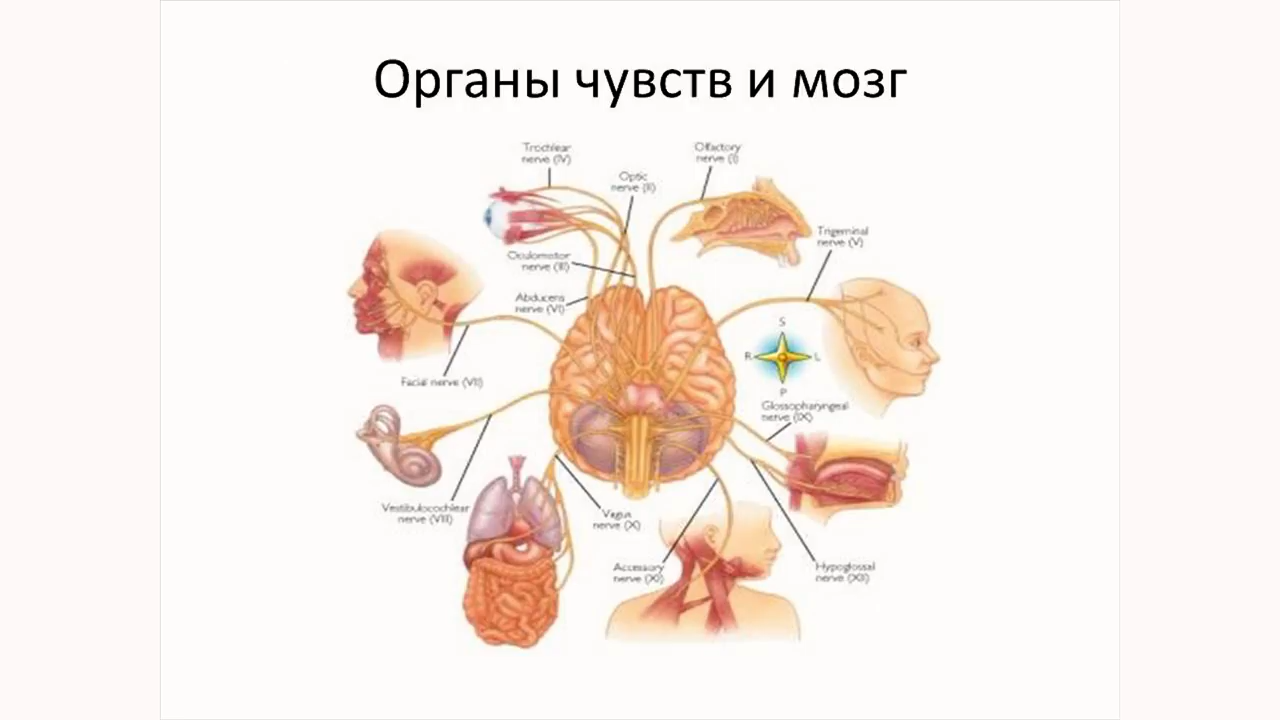 Органы чувств и мозг
Trochlear
nerve (IV)
Olfactory
nerve (I)
Optic
nerve (II)
Trigeminal
nerve (V)
Oculomotor
nerve (III)
Abducens
nerve (VI)
S
R
L
P
Facial nerve (VII)
Glossopharyngeal
nerve (IX)
Vestibulocochlear
nerve (VIII)
Vagus
nerve (X)
Accessory
nerve (XI)
Hypoglossal
nerve (XII)